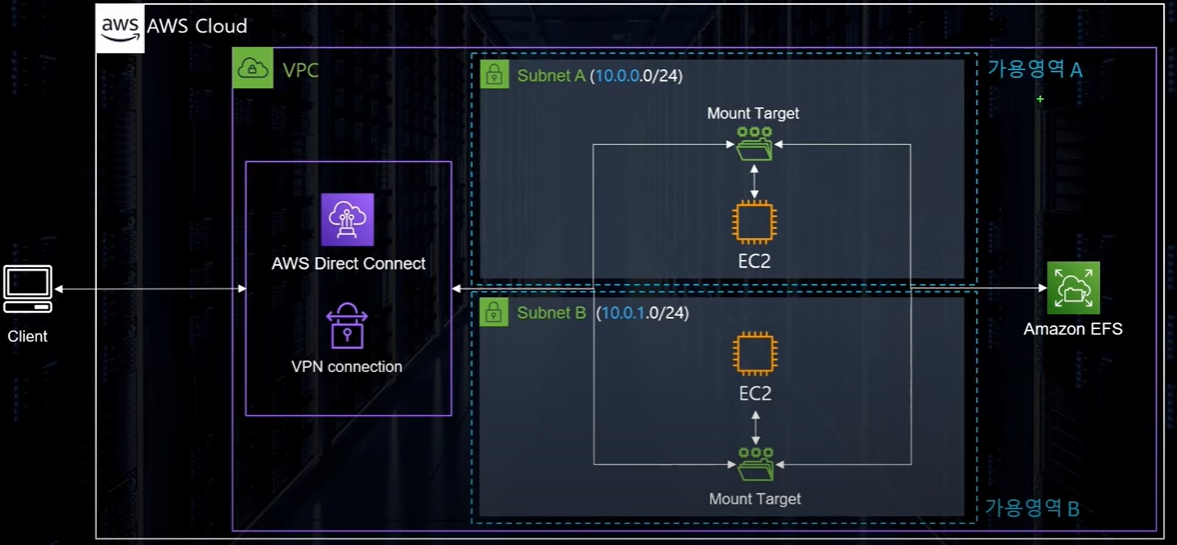 aws
AWS Cloud
VPC
Subnet A (10.0.0.0/24)
가용영역 A
Mount Target
EC2
AWS Direct Connect
VPN connection
Client
Subnet B (10.0.1.0/24)
EC2
Mount Target
Amazon EFS
가용영역 B